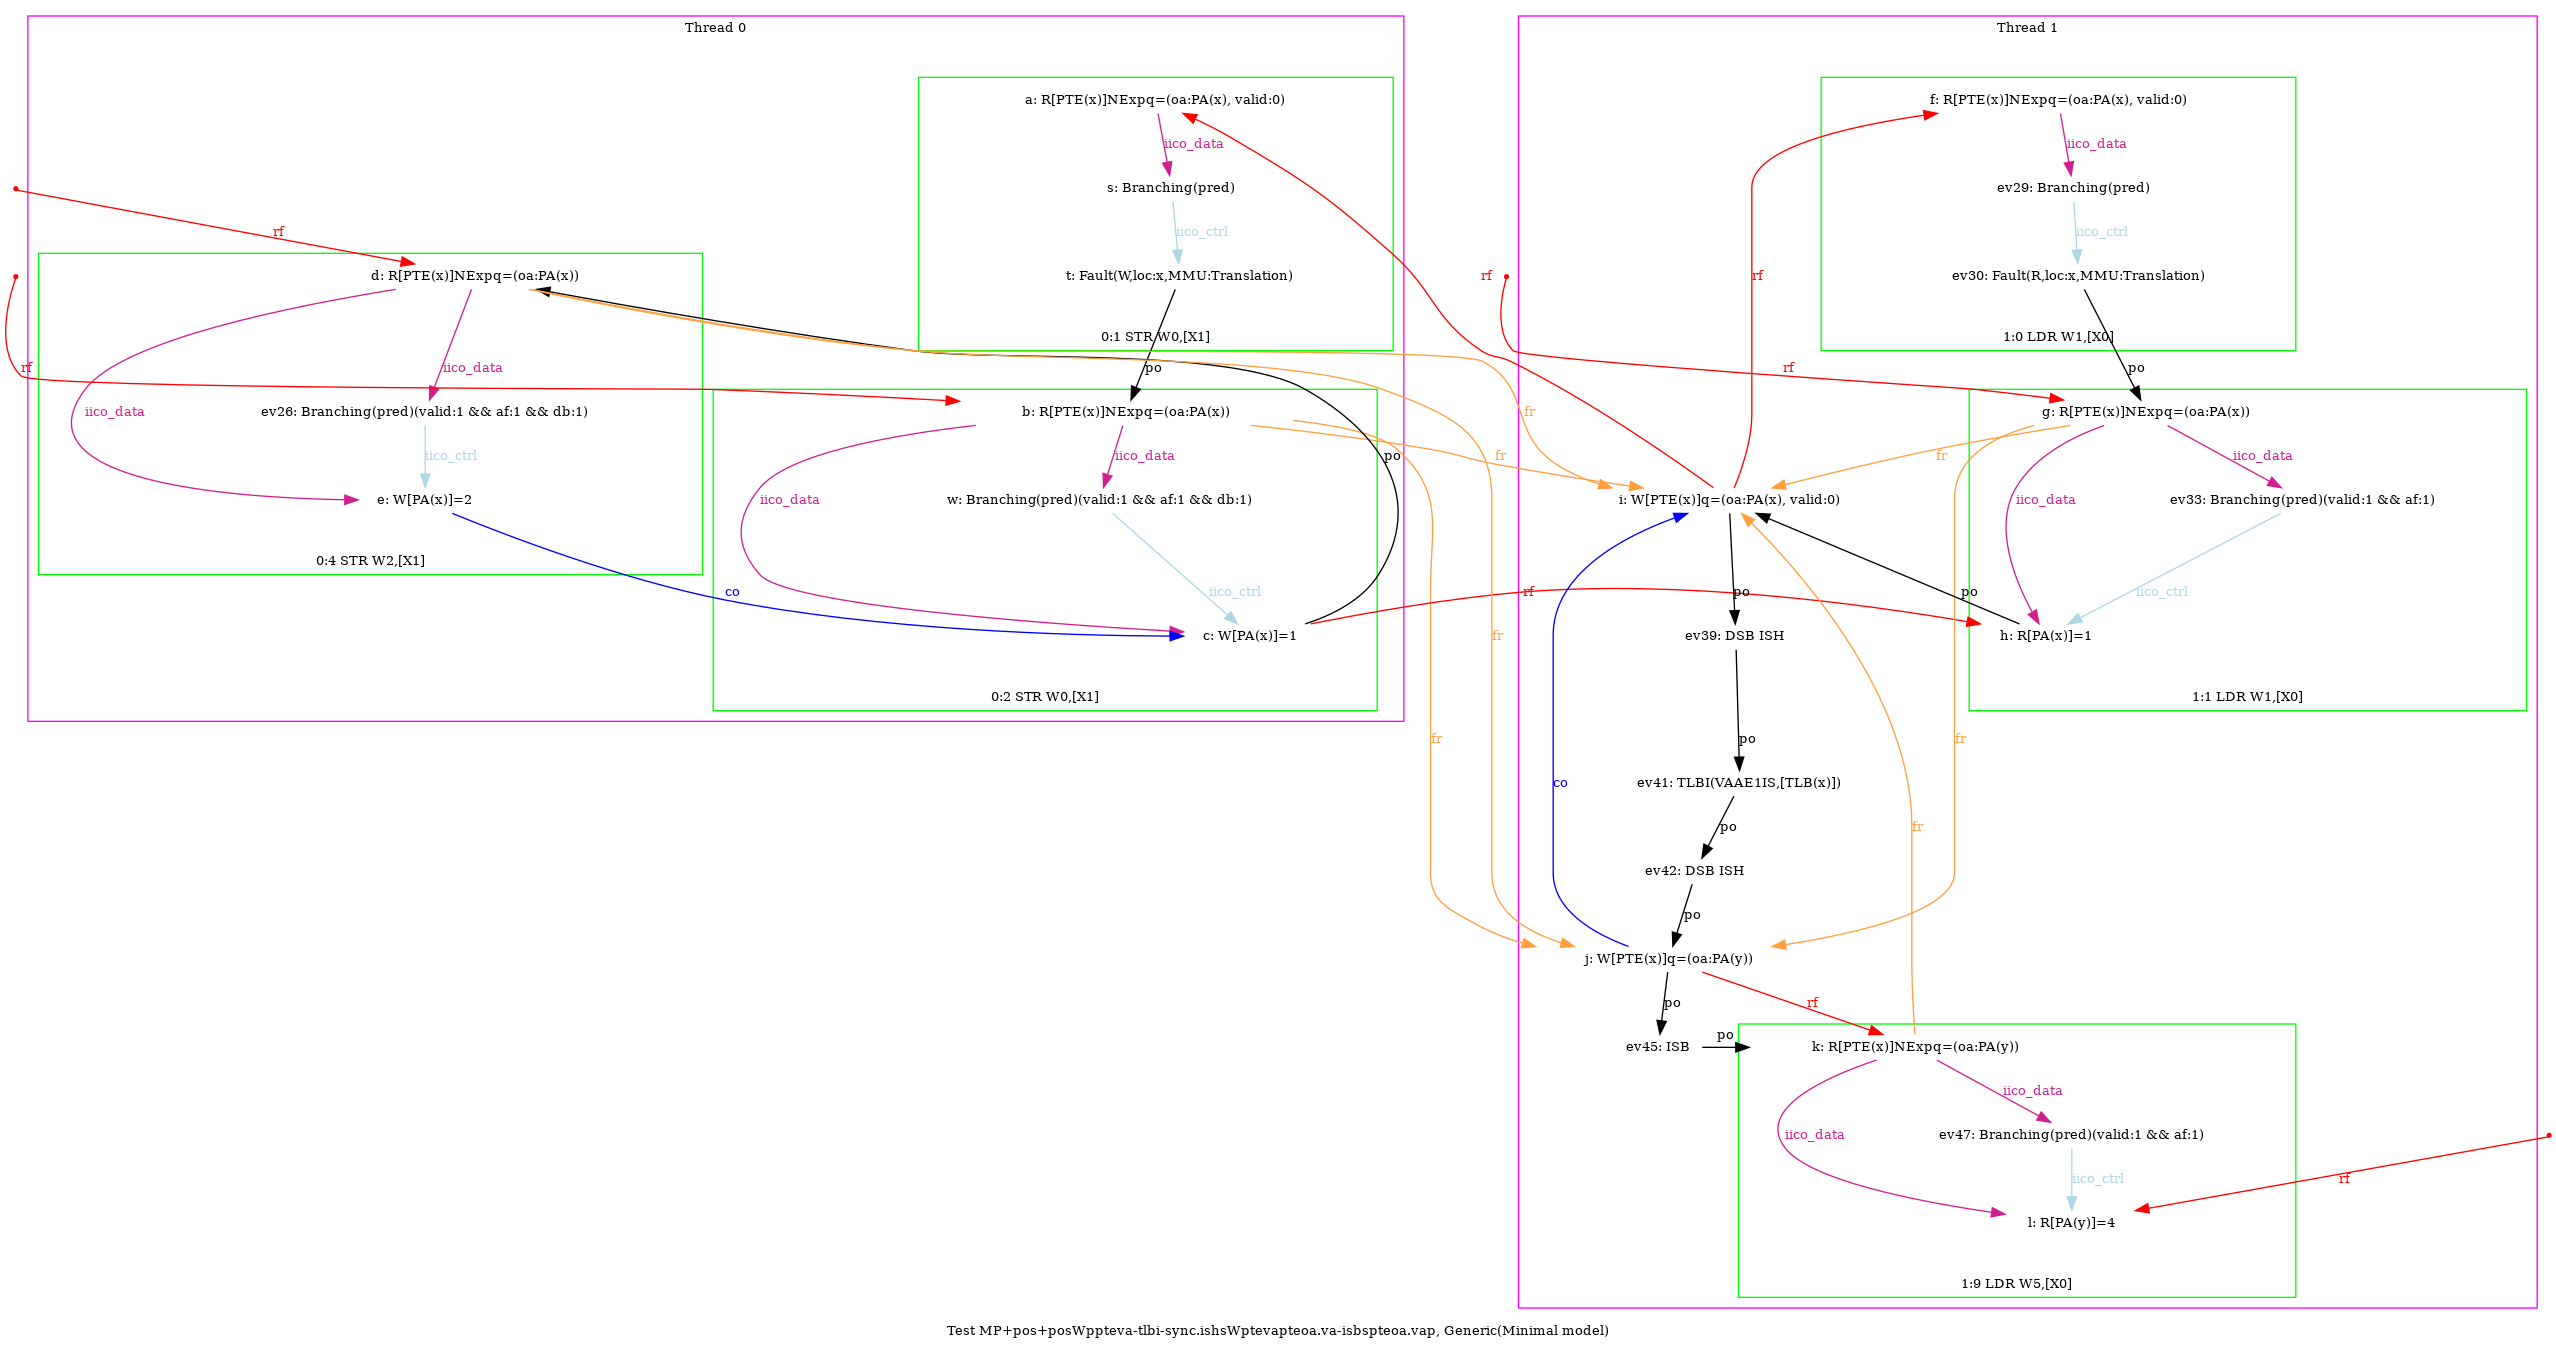 Thread 0
Thread 1
a: R[PTE(x)]NExpq=(oa:PA(x), valid:0)
f: R[PTE(x)]NExpq=(oa:PA(x), valid:0)
iico_data
iico_data
s: Branching(pred)
ev29: Branching(pred)
rf
iico_ctrl
iico_ctrl
d: R[PTE(x)]NExpq=(oa:PA(x))
t: Fault(W,loc:x,MMU:Translation)
rf
rf
ev30: Fault(R,loc:x,MMU:Translation)
0:1 STR W0,[X1]
1:0 LDR W1,[X0]
rf
iico_data
po
rf
po
iico_data
ev26: Branching(pred)(valid:1 && af:1 && db:1)
b: R[PTE(x)]NExpq=(oa:PA(x))
fr
g: R[PTE(x)]NExpq=(oa:PA(x))
iico_ctrl
iico_data
po
fr
fr
iico_data
e: W[PA(x)]=2
iico_data
w: Branching(pred)(valid:1 && af:1 && db:1)
i: W[PTE(x)]q=(oa:PA(x), valid:0)
iico_data
ev33: Branching(pred)(valid:1 && af:1)
0:4 STR W2,[X1]
co
iico_ctrl
rf
po
po
iico_ctrl
c: W[PA(x)]=1
fr
ev39: DSB ISH
h: R[PA(x)]=1
0:2 STR W0,[X1]
1:1 LDR W1,[X0]
fr
po
fr
co
ev41: TLBI(VAAE1IS,[TLB(x)])
po
fr
ev42: DSB ISH
po
j: W[PTE(x)]q=(oa:PA(y))
po
rf
ev45: ISB
po
k: R[PTE(x)]NExpq=(oa:PA(y))
iico_data
iico_data
ev47: Branching(pred)(valid:1 && af:1)
iico_ctrl
rf
l: R[PA(y)]=4
1:9 LDR W5,[X0]
Test MP+pos+posWppteva-tlbi-sync.ishsWptevapteoa.va-isbspteoa.vap, Generic(Minimal model)